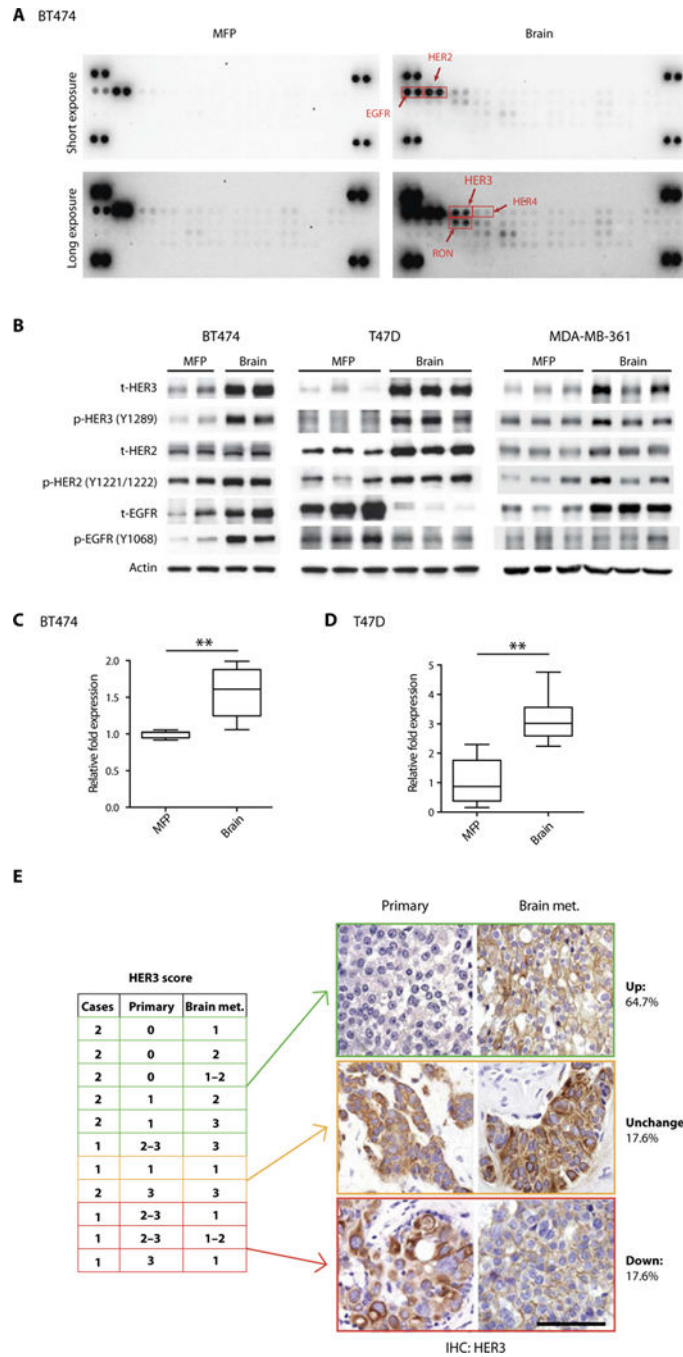 A BT474
MFP Brain
Short exposure
HER2
EGFR
Long exposure
HER3
HER4
RON
B
BT474 T47D MDA-MB-361
MFP Brain MFP Brain MFP Brain
t-HER3
p-HER3 (Y1289)
t-HER2
p-HER2 (Y1221/1222)
t-EGFR
p-EGFR (Y1068)
Actin
C BT474
**
Relative fold expression
2.0
1.5
1.0
0.5
0.0
MFP
Brain
D T47D
**
Relative fold expression
5
4
3
2
1
0
MFP
Brain
E
Primary Brain met.
HER3 score
Cases Primary Brain met.
2 0 1
2 0 2
2 0 1–2
2 1 2
2 1 3
1 2–3 3
1 1 1
2 3 3
1 2–3 1
1 2–3 1–2
1 3 1
Up:
64.7%
Unchange
17.6%
Down:
17.6%
IHC: HER3